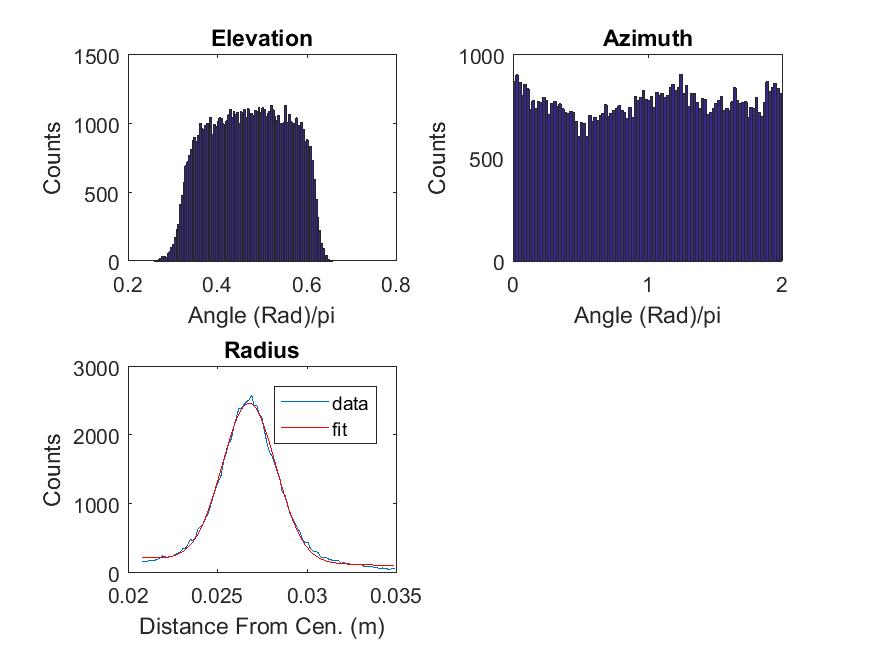 Elevation
1500
1000
500
0
Counts
0.2 0.4 0.6 0.8
Angle (Rad)/pi
Azimuth
1000
500
0
Counts
0 1 2
Angle (Rad)/pi
Radius
3000
2000
1000
0
Counts
data
fit
0.02 0.025 0.03 0.035
Distance From Cen. (m)